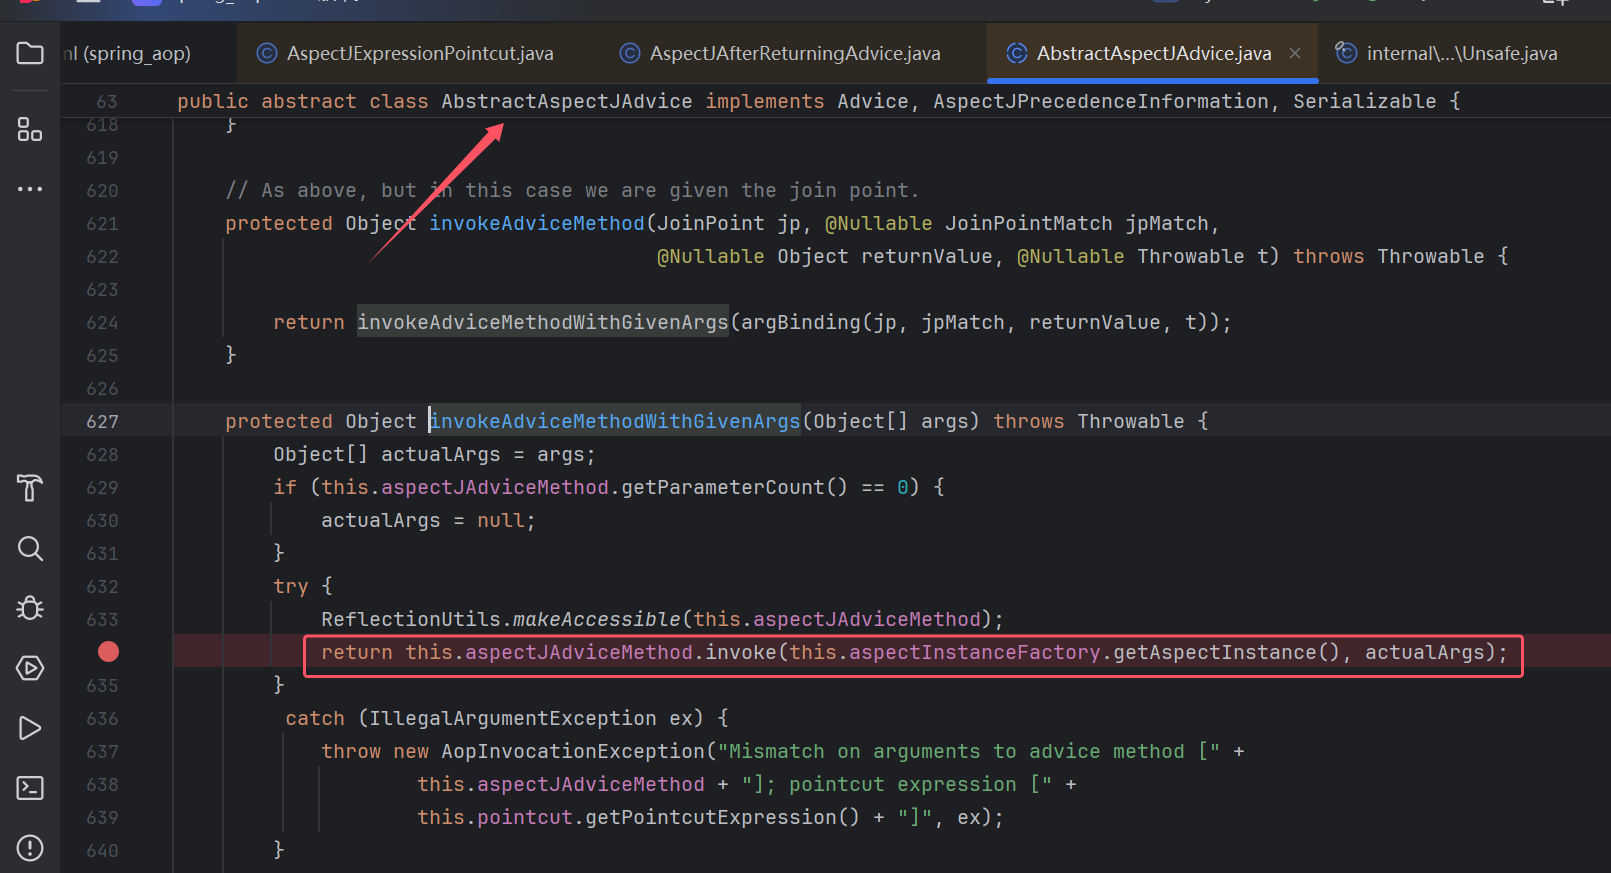 ml (spring_aop) AspectJExpressionPointcut.java AspectJAfterReturningAdvice.java AbstractAspectJAdvice.java internal\...\Unsafe.java
63 public abstract class AbstractAspectJAdvice implements Advice, AspectJPrecedenceInformation, Serializable {
618 }
619
620 // As above, but in this case we are given the join point.
621 protected Object invokeAdviceMethod(JoinPoint jp, @Nullable JoinPointMatch jpMatch,
622 @Nullable Object returnValue, @Nullable Throwable t) throws Throwable {
623
624 return invokeAdviceMethodWithGivenArgs(argBinding(jp, jpMatch, returnValue, t));
625 }
626
627 protected Object invokeAdviceMethodWithGivenArgs(Object[] args) throws Throwable {
628 Object[] actualArgs = args;
629 if (this.aspectJAdviceMethod.getParameterCount() == 0) {
630 actualArgs = null;
631 }
632 try {
633 ReflectionUtils.makeAccessible(this.aspectJAdviceMethod);
return this.aspectJAdviceMethod.invoke(this.aspectInstanceFactory.getAspectInstance(), actualArgs);
635 }
636 catch (IllegalArgumentException ex) {
637 throw new AopInvocationException("Mismatch on arguments to advice method [" +
638 this.aspectJAdviceMethod + "]; pointcut expression [" +
639 this.pointcut.getPointcutExpression() + "]", ex);
640 }